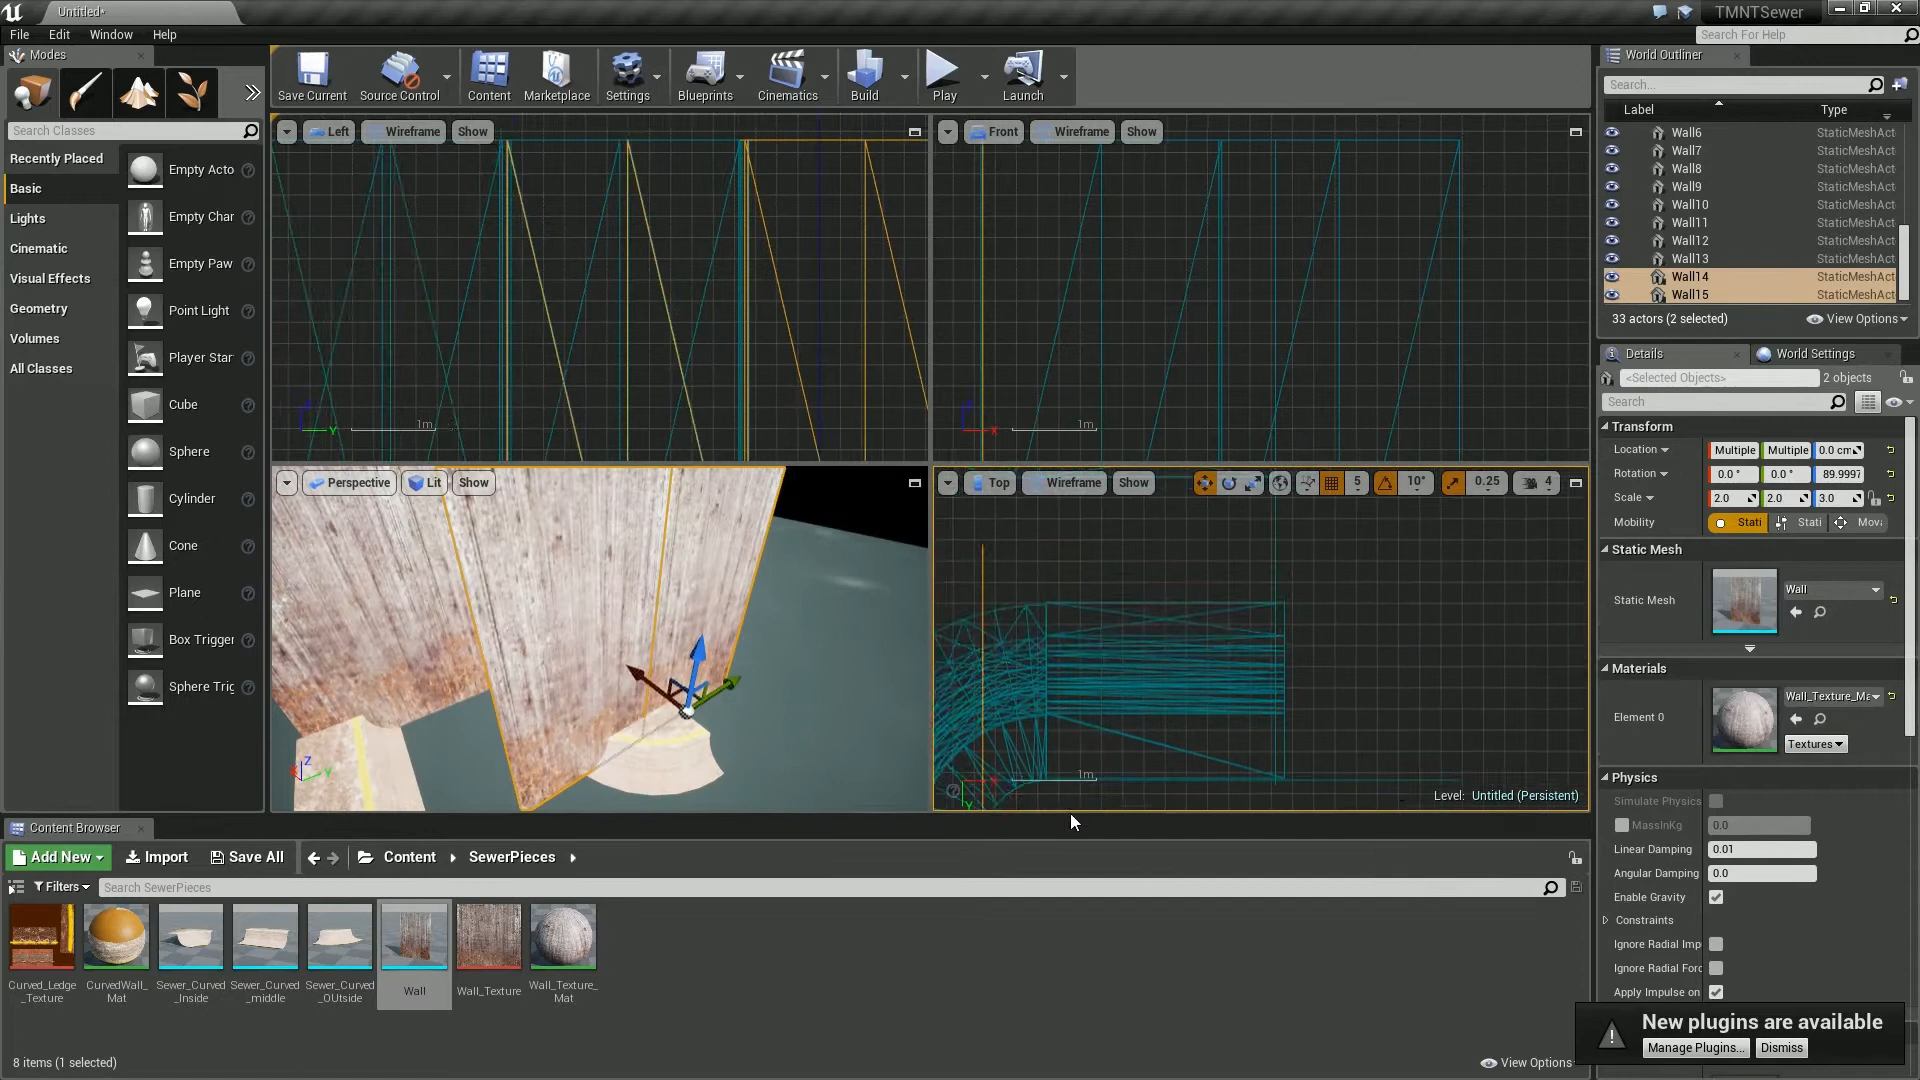 Untitled*
TMNTSewer
File Edit Window Help
Search For Help
Modes
Save Current
Source Control
Content
Marketplace
Settings
Blueprints
Cinematics
Build
Play
Launch
World Outliner
Search...
Label Type
Wall6 StaticMeshAct
Wall7 StaticMeshAct
Wall8 StaticMeshAct
Wall9 StaticMeshAct
Wall10 StaticMeshAct
Wall11 StaticMeshAct
Wall12 StaticMeshAct
Wall13 StaticMeshAct
Wall14 StaticMeshAct
Wall15 StaticMeshAct
33 actors (2 selected) View Options
Search Classes
Recently Placed
Basic
Lights
Cinematic
Visual Effects
Geometry
Volumes
All Classes
Empty Acto
Empty Char
Empty Paw
Point Light
Player Star
Cube
Sphere
Cylinder
Cone
Plane
Box Trigger
Sphere Trig
Left Wireframe Show
Y
1m
Front Wireframe Show
X
1m
Perspective Lit Show
Z
X
Y
Top Wireframe Show 5 10° 0.25 4
X
Y
1m
Level: Untitled (Persistent)
Details World Settings
<Selected Objects> 2 objects
Search
Transform
Location Multiple Multiple 0.0 cm
Rotation 0.0 ° 0.0 ° 89.9997
Scale 2.0 2.0 3.0
Mobility Stati Stati Mova
Static Mesh
Static Mesh Wall
Materials
Element 0 Wall_Texture_Ma
Textures
Physics
Simulate Physics
MassInKg 0.0
Linear Damping 0.01
Angular Damping 0.0
Enable Gravity
Constraints
Ignore Radial Imp
Ignore Radial Forc
Apply Impulse on
New plugins are available
Manage Plugins... Dismiss
Content Browser
Add New Import Save All Content SewerPieces
Filters Search SewerPieces
Curved_Ledge
_Texture
CurvedWall_
Mat
Sewer_Curved
_Inside
Sewer_Curved
_middle
Sewer_Curved
_OUtside
Wall
Wall_Texture
Wall_Texture_
Mat
8 items (1 selected) View Options